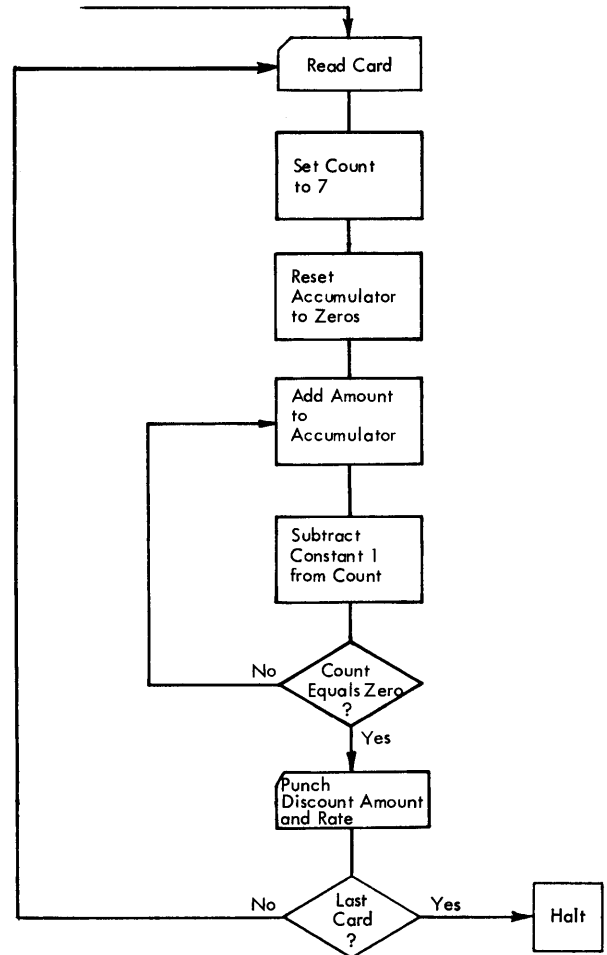 Read Card
Set Count
to 7
Reset
Accumulator
to Zeros
Add Amount
to
Accumulator
Subtract
Constant 1
from Count
No
Count
Equals Zero
?
Yes
Punch
Discount Amount
and Rate
No
Last
Card
?
Yes
Halt